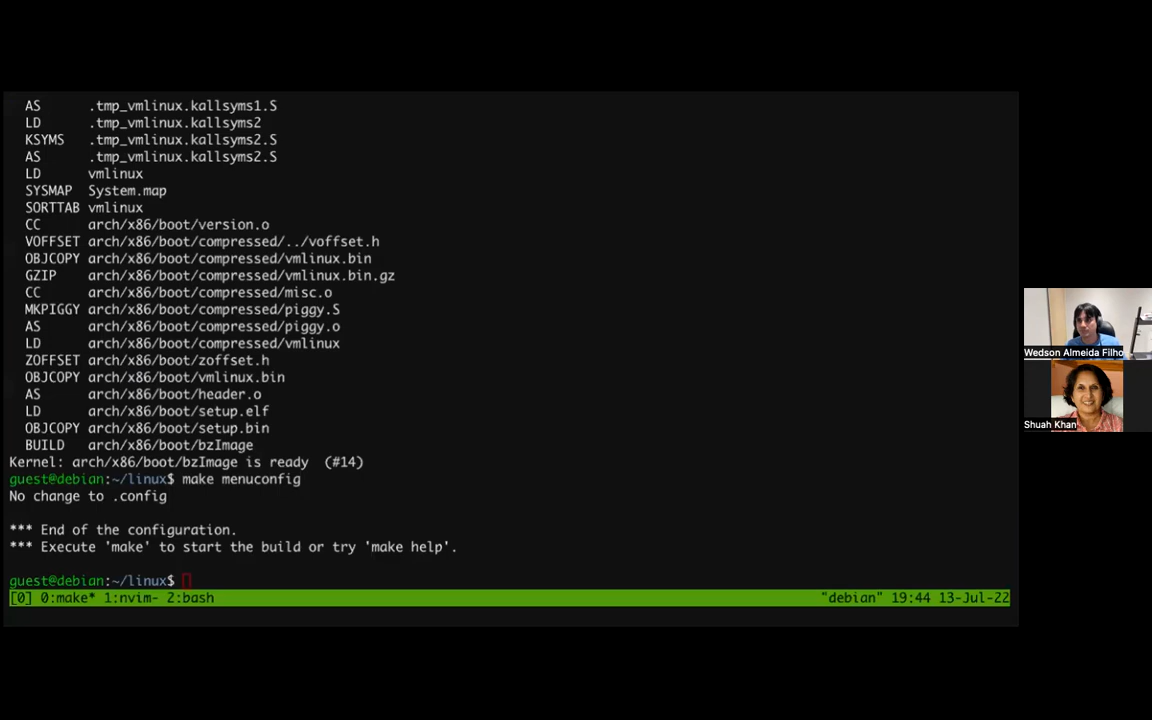 AS .tmp_vmlinux.kallsyms1.S
LD .tmp_vmlinux.kallsyms2
KSYMS .tmp_vmlinux.kallsyms2.S
AS .tmp_vmlinux.kallsyms2.S
LD vmlinux
SYSMAP System.map
SORTTAB vmlinux
CC arch/x86/boot/version.o
VOFFSET arch/x86/boot/compressed/../voffset.h
OBJCOPY arch/x86/boot/compressed/vmlinux.bin
GZIP arch/x86/boot/compressed/vmlinux.bin.gz
CC arch/x86/boot/compressed/misc.o
MKPIGGY arch/x86/boot/compressed/piggy.S
AS arch/x86/boot/compressed/piggy.o
LD arch/x86/boot/compressed/vmlinux
ZOFFSET arch/x86/boot/zoffset.h
OBJCOPY arch/x86/boot/vmlinux.bin
AS arch/x86/boot/header.o
LD arch/x86/boot/setup.elf
OBJCOPY arch/x86/boot/setup.bin
BUILD arch/x86/boot/bzImage
Kernel: arch/x86/boot/bzImage is ready (#14)
guest@debian:~/linux$ make menuconfig
No change to .config
*** End of the configuration.
*** Execute 'make' to start the build or try 'make help'.
guest@debian:~/linux$
[0] 0:make* 1:nvim- 2:bash "debian" 19:44 13-Jul-22
Wedson Almeida Filho
Shuah Khan